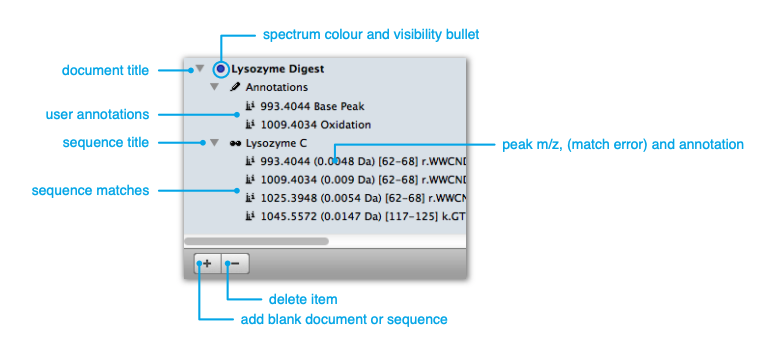 spectrum colour and visibility bullet
document title
Lysozyme Digest
Annotations
user annotations
993.4044 Base Peak
1009.4034 Oxidation
sequence title
Lysozyme C
peak m/z, (match error) and annotation
993.4044 (0.0048 Da) [62-68] r.WWCND
1009.4034 (0.009 Da) [62-68] r.WWCN
sequence matches
1025.3948 (0.0054 Da) [62-68] r.WWCN
1045.5572 (0.0147 Da) [117-125] k.GT
+ −
delete item
add blank document or sequence